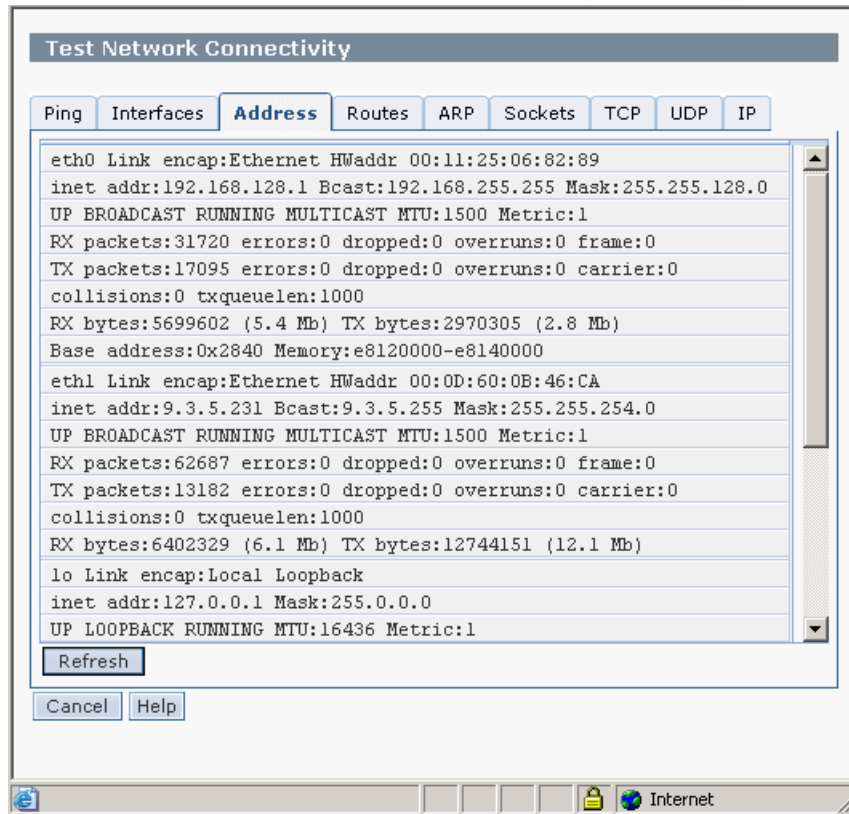 Test Network Connectivity
Ping Interfaces Address Routes ARP Sockets TCP UDP IP
eth0 Link encap:Ethernet HWaddr 00:11:25:06:82:89
inet addr:192.168.128.1 Bcast:192.168.255.255 Mask:255.255.128.0
UP BROADCAST RUNNING MULTICAST MTU:1500 Metric:1
RX packets:31720 errors:0 dropped:0 overruns:0 frame:0
TX packets:17095 errors:0 dropped:0 overruns:0 carrier:0
collisions:0 txqueuelen:1000
RX bytes:5699602 (5.4 Mb) TX bytes:2970305 (2.8 Mb)
Base address:0x2840 Memory:e8120000-e8140000
eth1 Link encap:Ethernet HWaddr 00:0D:60:0B:46:CA
inet addr:9.3.5.231 Bcast:9.3.5.255 Mask:255.255.254.0
UP BROADCAST RUNNING MULTICAST MTU:1500 Metric:1
RX packets:62687 errors:0 dropped:0 overruns:0 frame:0
TX packets:13182 errors:0 dropped:0 overruns:0 carrier:0
collisions:0 txqueuelen:1000
RX bytes:6402329 (6.1 Mb) TX bytes:12744151 (12.1 Mb)
lo Link encap:Local Loopback
inet addr:127.0.0.1 Mask:255.0.0.0
UP LOOPBACK RUNNING MTU:16436 Metric:1
Refresh
Cancel Help
Internet